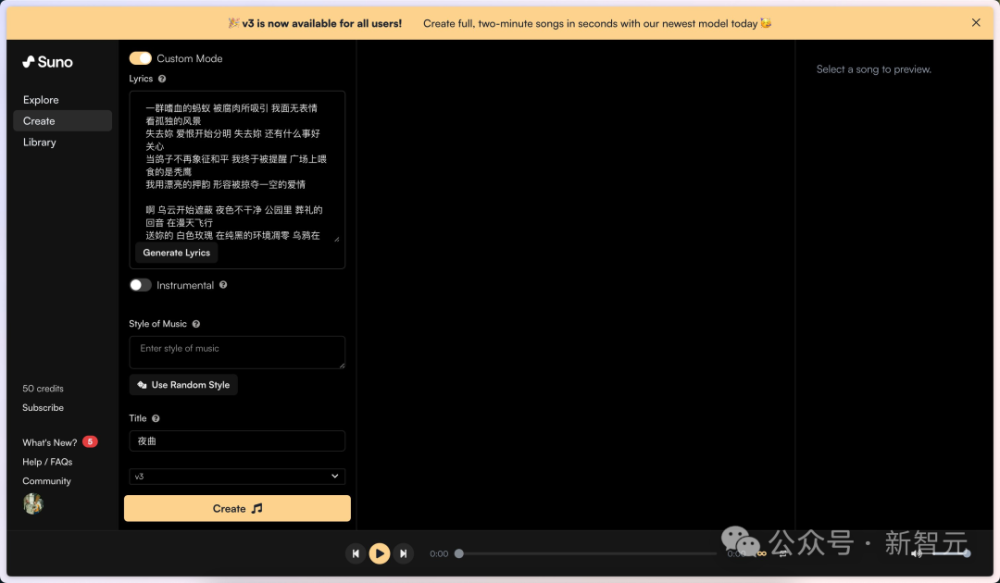 v3 is now available for all users! Create full, two-minute songs in seconds with our newest model today
Suno
Explore
Create
Library
50 credits
Subscribe
What's New? 5
Help / FAQs
Community
Custom Mode
Lyrics
一群嗜血的蚂蚁 被腐肉所吸引 我面无表情
看孤独的风景
失去妳 爱恨开始分明 失去妳 还有什么事好
关心
当鸽子不再象征和平 我终于被提醒 广场上喂
食的是秃鹰
我用漂亮的押韵 形容被掠夺一空的爱情
啊 乌云开始遮蔽 夜色不干净 公园里 葬礼的
回音 在漫天飞行
送妳的 白色玫瑰 在纯黑的环境凋零 乌鸦在
Generate Lyrics
Instrumental
Style of Music
Enter style of music
Use Random Style
Title
夜曲
v3
Create
Select a song to preview.
0:00
0:00
公众号 · 新智元